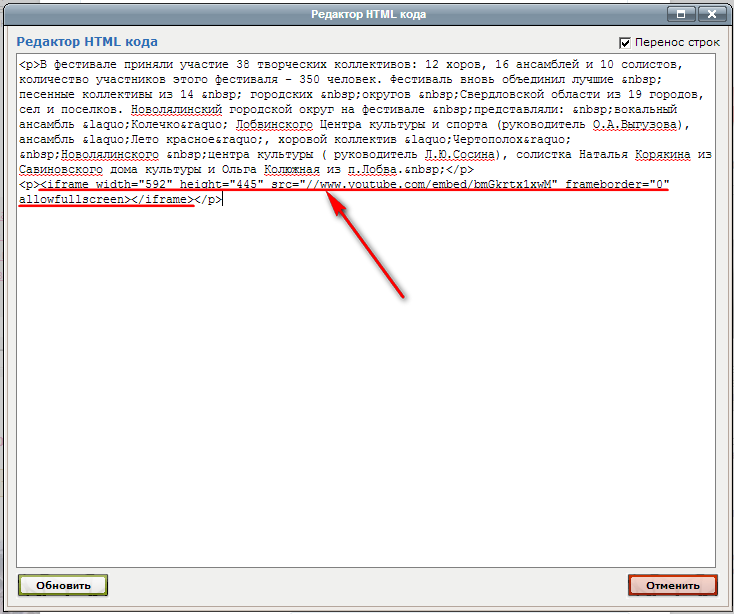 Редактор HTML кода
Редактор HTML кода
Перенос строк
<p>В фестивале приняли участие 38 творческих коллективов: 12 хоров, 16 ансамблей и 10 солистов,
количество участников этого фестиваля - 350 человек. Фестиваль вновь объединил лучшие &nbsp;
песенные коллективы из 14 &nbsp; городских &nbsp;округов &nbsp;Свердловской области из 19 городов,
сел и поселков. Новолялинский городской округ на фестивале &nbsp;представляли: &nbsp;вокальный
ансамбль &laquo;Колечко&raquo; Лобвинского Центра культуры и спорта (руководитель О.А.Выгузова),
ансамбль &laquo;Лето красное&raquo;, хоровой коллектив &laquo;Чертополох&raquo;
&nbsp;Новолялинского &nbsp;центра культуры ( руководитель Л.Ю.Сосина), солистка Наталья Корякина из
Савиновского дома культуры и Ольга Колюжная из п.Лобва.&nbsp;</p>
<p><iframe width="592" height="445" src="//www.youtube.com/embed/bmGkrtx1xwM" frameborder="0"
allowfullscreen></iframe></p>
Обновить
Отменить